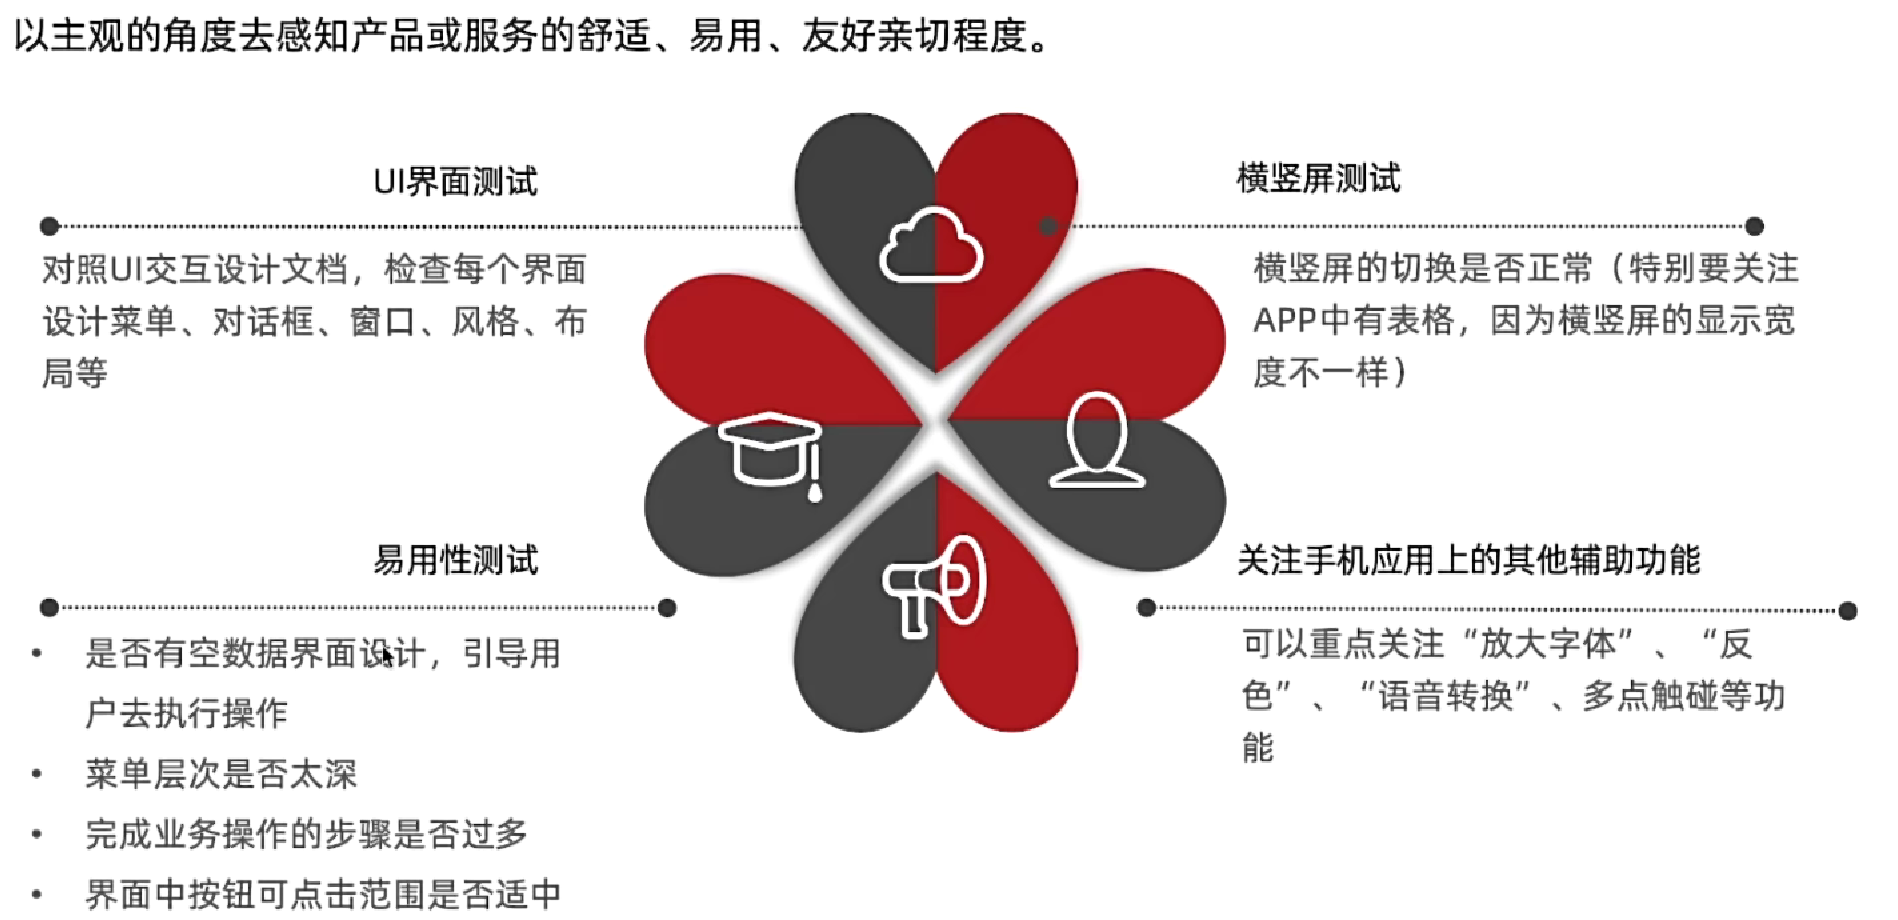 以主观的角度去感知产品或服务的舒适、易用、友好亲切程度。
UI界面测试
对照UI交互设计文档，检查每个界面
设计菜单、对话框、窗口、风格、布
局等
横竖屏测试
横竖屏的切换是否正常（特别要关注
APP中有表格，因为横竖屏的显示宽
度不一样）
易用性测试
• 是否有空数据界面设计，引导用
户去执行操作
• 菜单层次是否太深
• 完成业务操作的步骤是否过多
• 界面中按钮可点击范围是否适中
关注手机应用上的其他辅助功能
可以重点关注“放大字体”、“反
色”、“语音转换”、多点触碰等功
能